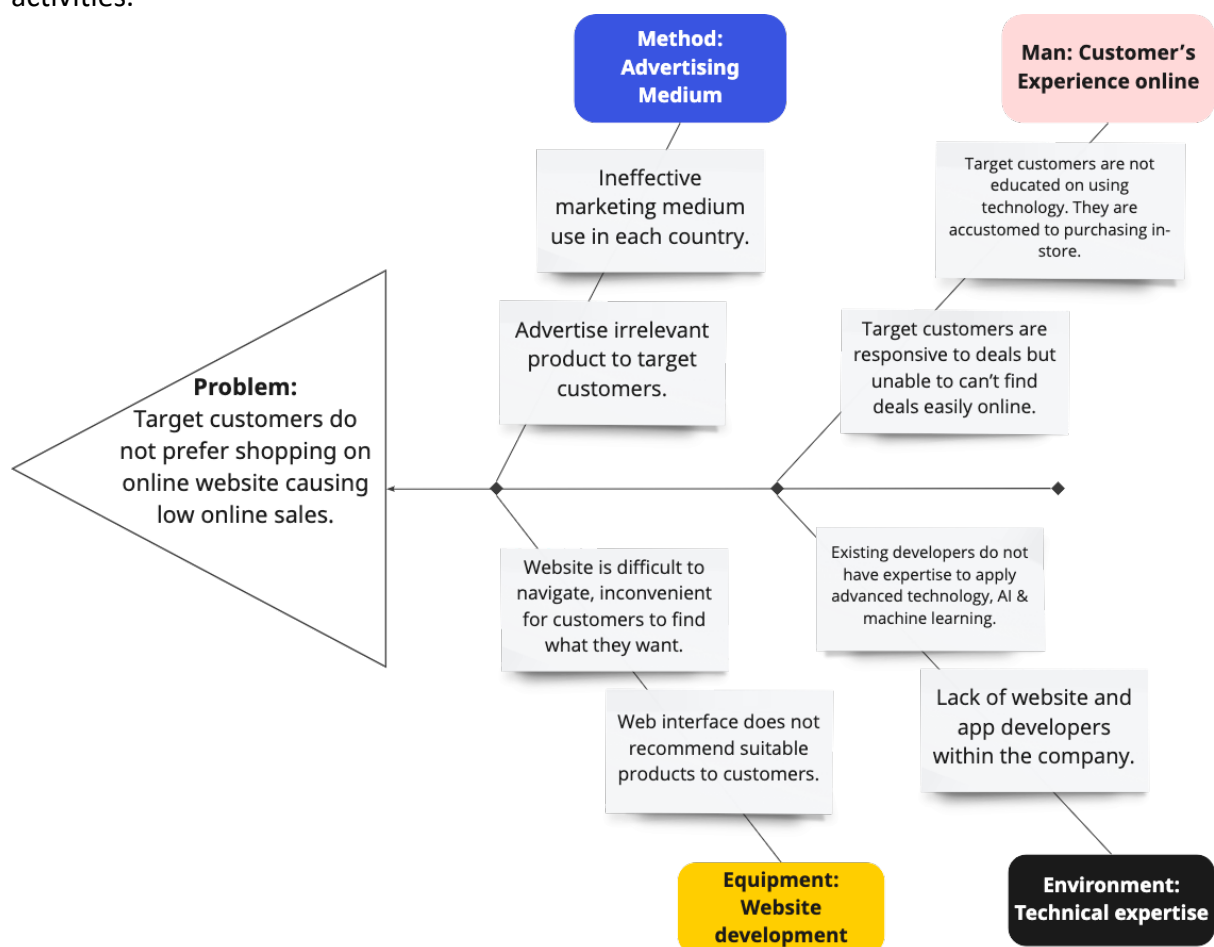 activities.
Method:
Advertising
Medium
Man: Customer’s
Experience online
Ineffective
marketing medium
use in each country.
Target customers are not
educated on using
technology. They are
accustomed to purchasing in-
store.
Advertise irrelevant
product to target
customers.
Target customers are
responsive to deals but
unable to can’t find
deals easily online.
Problem:
Target customers do
not prefer shopping on
online website causing
low online sales.
Website is difficult to
navigate, inconvenient
for customers to find
what they want.
Existing developers do not
have expertise to apply
advanced technology, AI &
machine learning.
Web interface does not
recommend suitable
products to customers.
Lack of website and
app developers
within the company.
Equipment:
Website
development
Environment:
Technical expertise